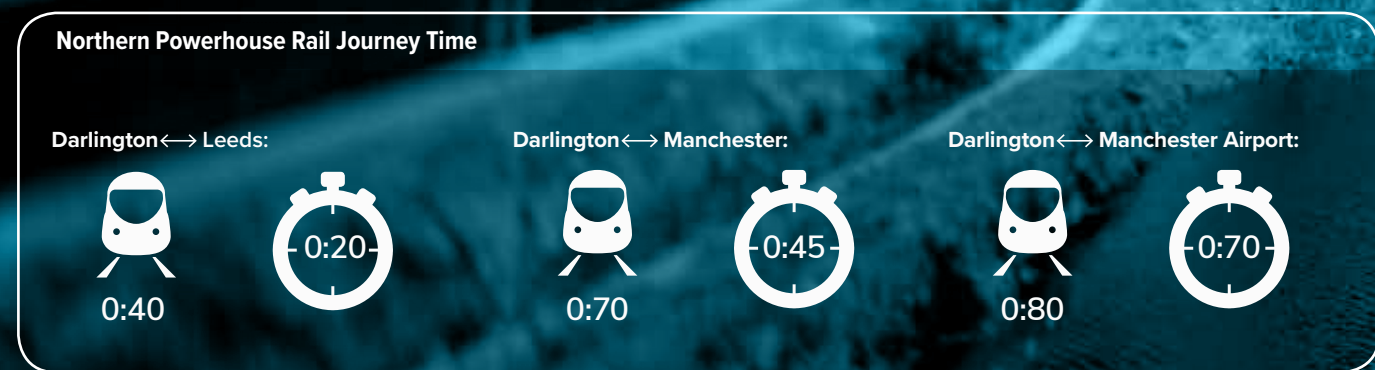 Northern Powerhouse Rail Journey Time
Darlington⟷Leeds:
0:20
0:40
Darlington⟷Manchester:
0:45
0:70
Darlington⟷Manchester Airport:
0:70
0:80